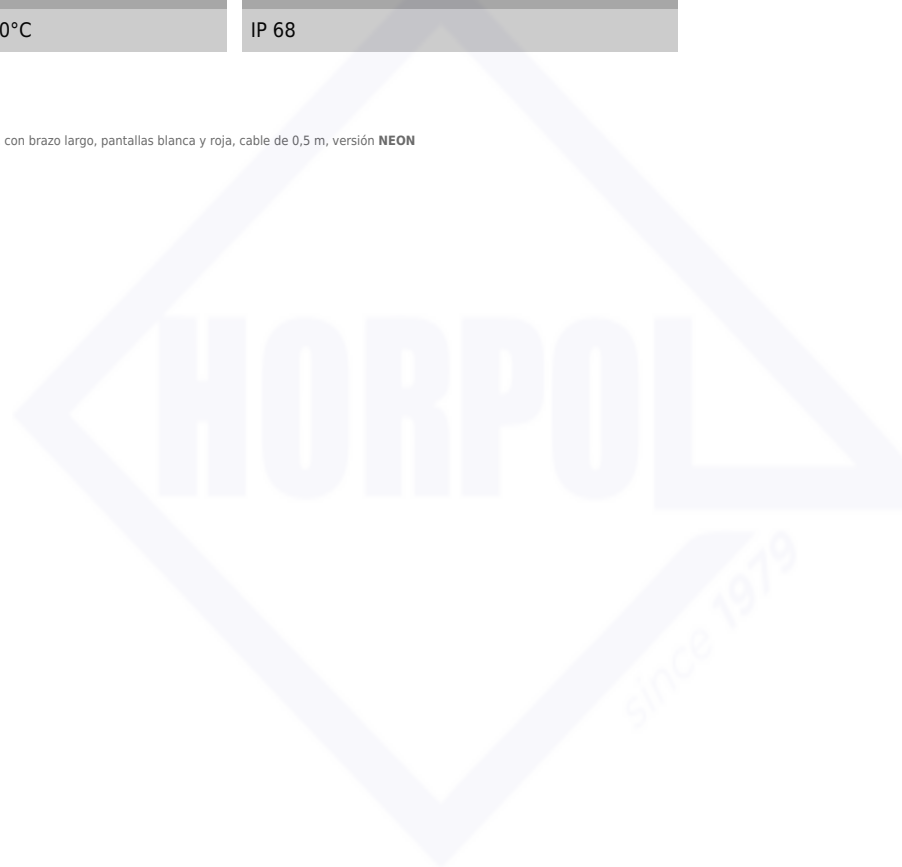 0°C IP 68
con brazo largo, pantallas blanca y roja, cable de 0,5 m, versión NEON
HORPOL
since 1979